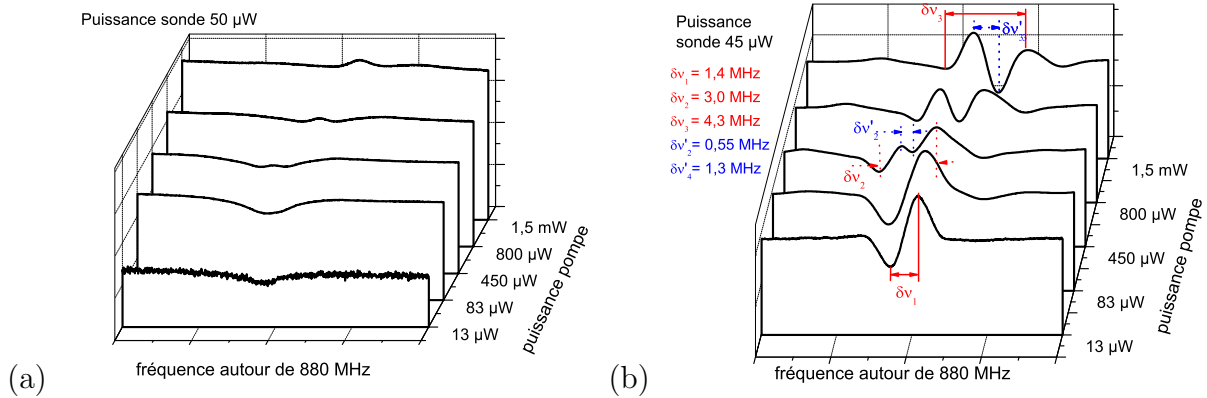 Puissance sonde 50 µW
1,5 mW
800 µW
450 µW
83 µW
13 µW
puissance pompe
fréquence autour de 880 MHz
(a)
Puissance
sonde 45 µW
δν₁ = 1,4 MHz
δν₂ = 3,0 MHz
δν₃ = 4,3 MHz
δν'₂ = 0,55 MHz
δν'₄ = 1,3 MHz
δν₃
δν'₃₃
δν'₂
δν₂
δν₁
1,5 mW
800 µW
450 µW
83 µW
13 µW
puissance pompe
fréquence autour de 880 MHz
(b)